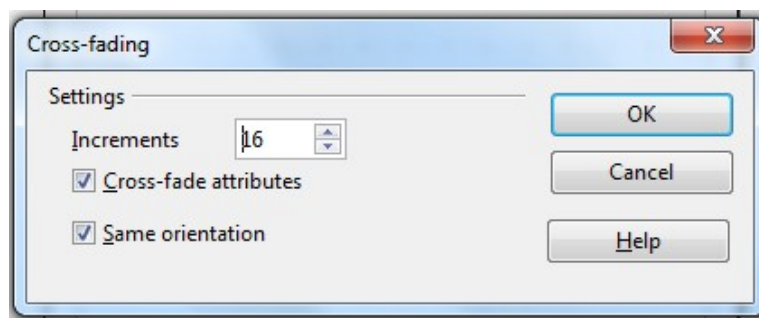 Cross-fading
Settings
Increments 16
Cross-fade attributes
Same orientation
OK
Cancel
Help